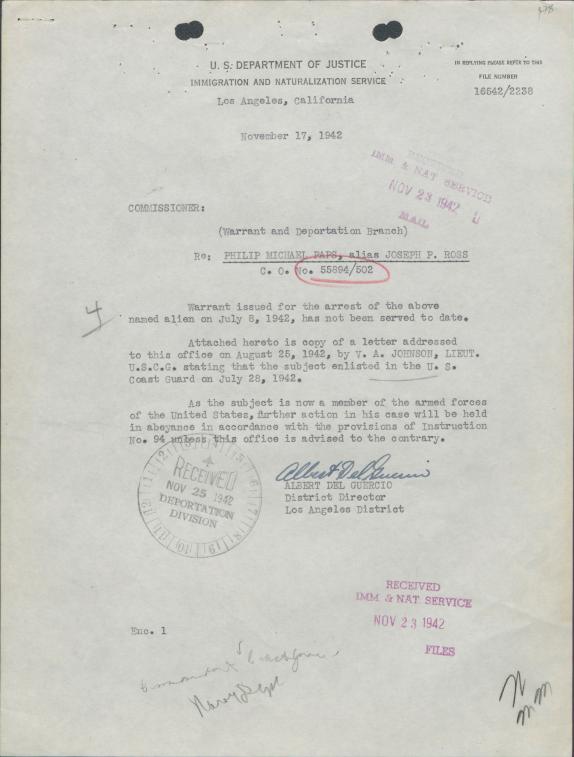 U. S. DEPARTMENT OF JUSTICE
IMMIGRATION AND NATURALIZATION SERVICE
Los Angeles, California
IN REPLYING PLEASE REFER TO THIS
FILE NUMBER
16542/2238
November 17, 1942
RECEIVED
IMM & NAT SERVICE
NOV 23 1942
MAIL
COMMISSIONER:
(Warrant and Deportation Branch)
Re: PHILIP MICHAEL PAPS, alias JOSEPH P. ROSS
C. O. No. 55894/502
4
Warrant issued for the arrest of the above
named alien on July 8, 1942, has not been served to date.
Attached hereto is copy of a letter addressed
to this office on August 25, 1942, by V. A. JOHNSON, LIEUT.
U.S.C.G. stating that the subject enlisted in the U. S.
Coast Guard on July 28, 1942.
As the subject is now a member of the armed forces
of the United States, further action in his case will be held
in abeyance in accordance with the provisions of Instruction
No. 94 unless this office is advised to the contrary.
RECEIVED
NOV 25 1942
DEPORTATION
DIVISION
Albert Del Guercio
ALBERT DEL GUERCIO
District Director
Los Angeles District
RECEIVED
IMM & NAT SERVICE
NOV 23 1942
FILES
Enc. 1
Commandant
Navy Dept